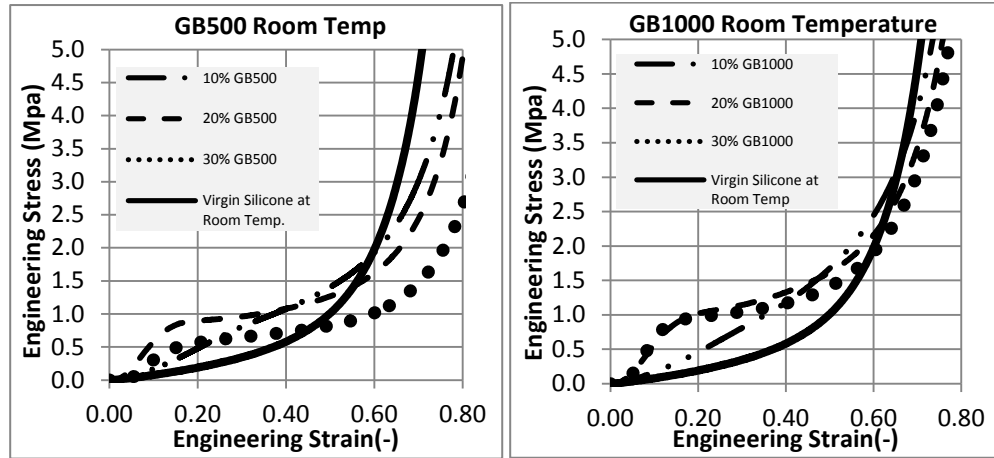 GB500 Room Temp
5.0
4.5
4.0
3.5
3.0
2.5
2.0
1.5
1.0
0.5
0.0
Engineering Stress (Mpa)
10% GB500
20% GB500
30% GB500
Virgin Silicone at
Room Temp.
0.00 0.20 0.40 0.60 0.80
Engineering Strain(-)
GB1000 Room Temperature
5.0
4.5
4.0
3.5
3.0
2.5
2.0
1.5
1.0
0.5
0.0
Engineering Stress (Mpa)
10% GB1000
20% GB1000
30% GB1000
Virgin Silicone at
Room Temp
0.00 0.20 0.40 0.60 0.80
Engineering Strain(-)